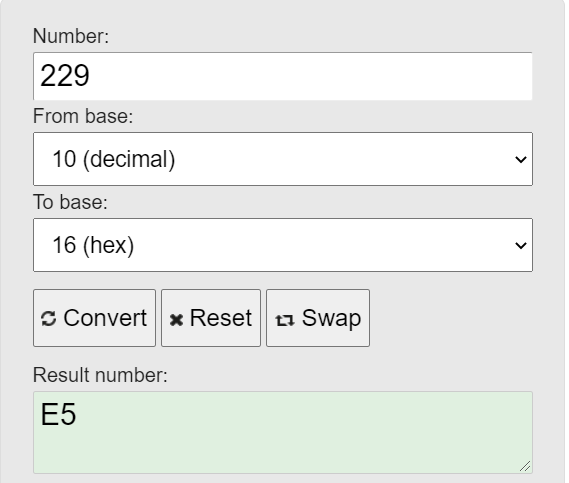 Number:
229
From base:
10 (decimal)
To base:
16 (hex)
Convert Reset Swap
Result number:
E5